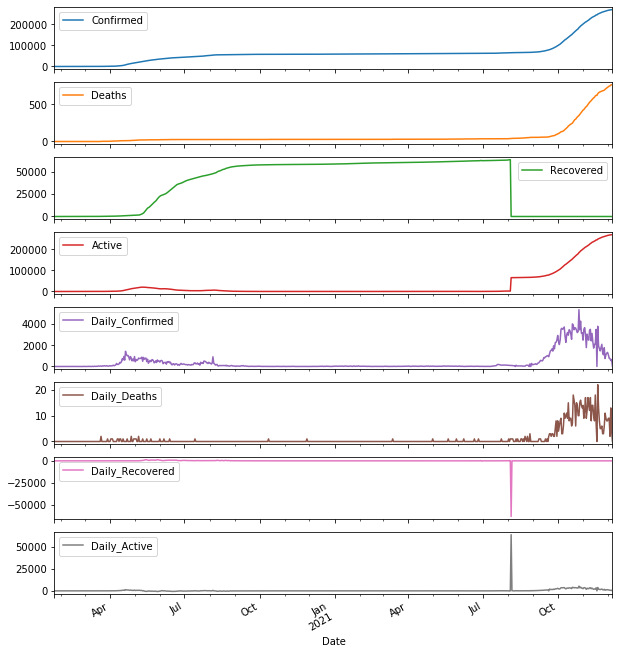 200000
100000
0
Confirmed
500
0
Deaths
50000
25000
0
Recovered
200000
100000
0
Active
4000
2000
0
Daily_Confirmed
20
10
0
Daily_Deaths
0
−25000
−50000
Daily_Recovered
50000
25000
0
Daily_Active
Apr Jul Oct Jan Apr Jul Oct
2021
Date